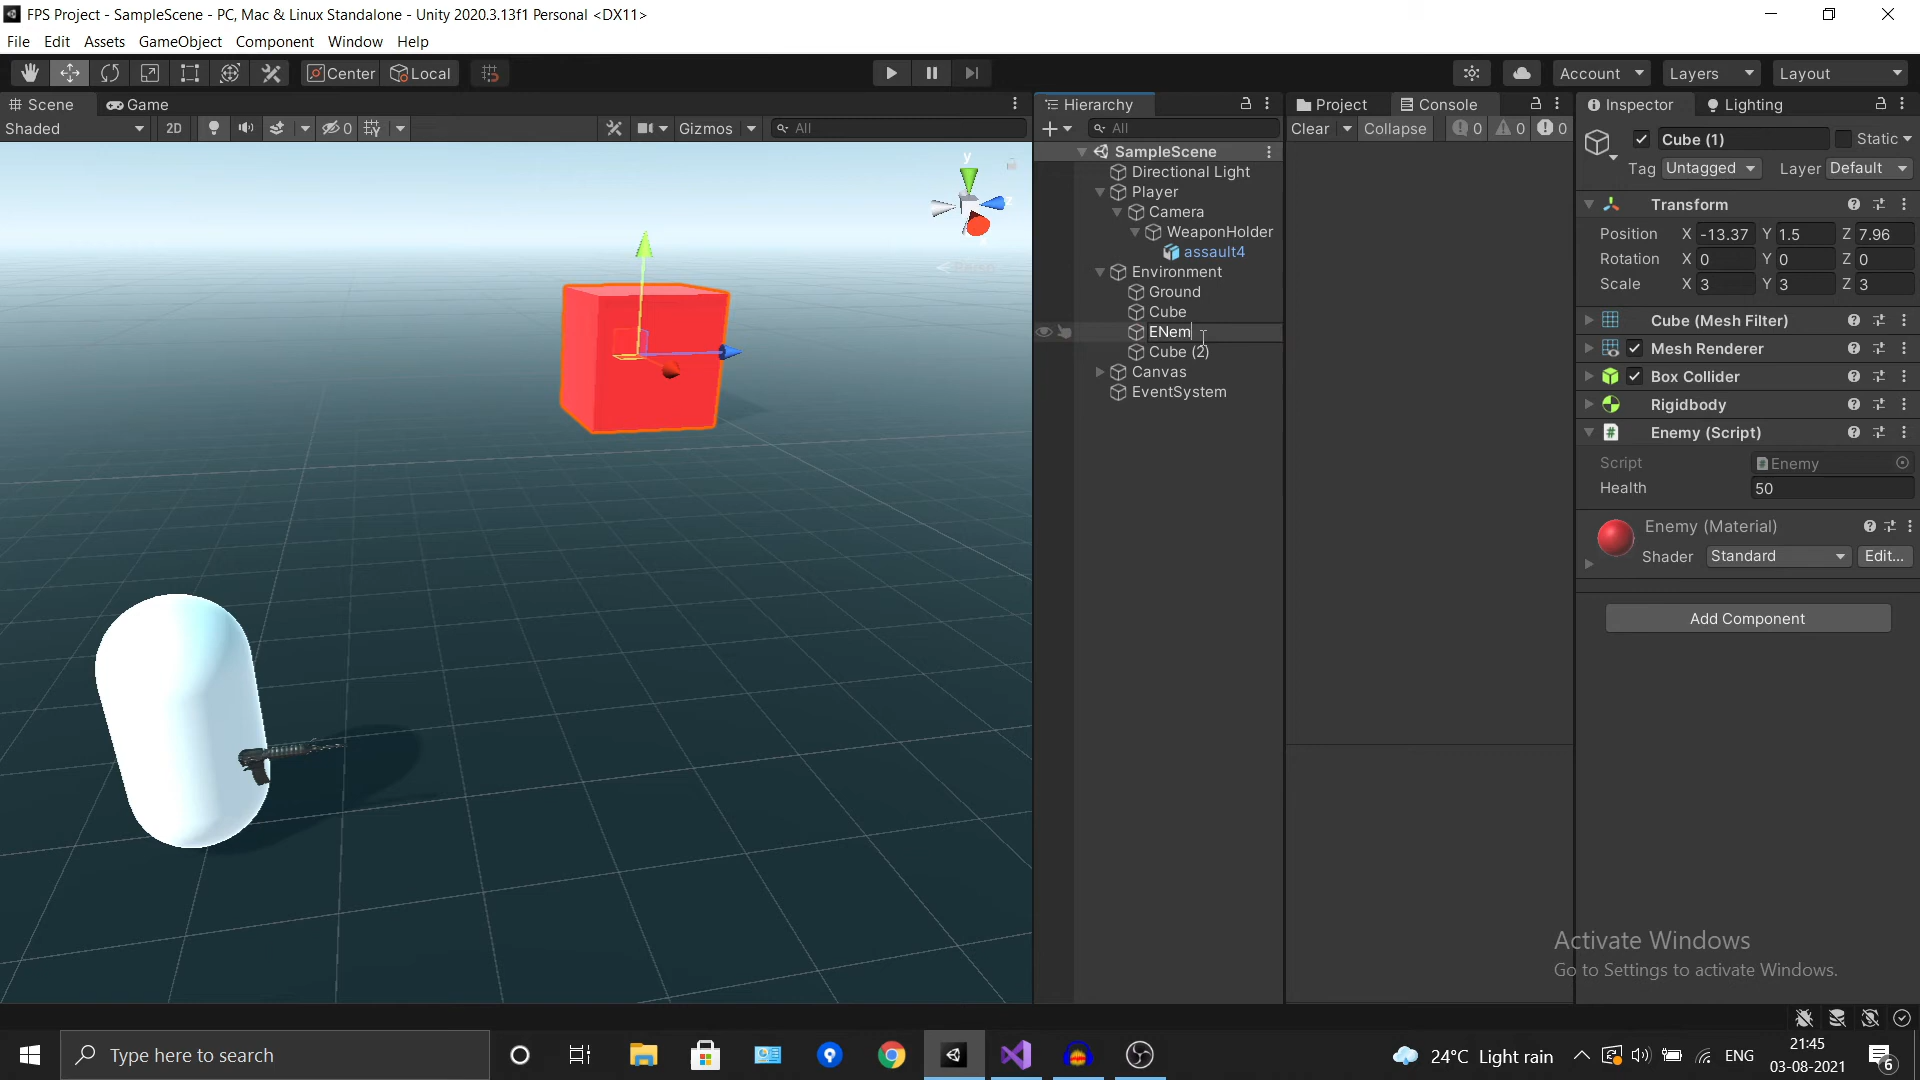 FPS Project - SampleScene - PC, Mac & Linux Standalone - Unity 2020.3.13f1 Personal <DX11>
File Edit Assets GameObject Component Window Help
Center Local Account Layers Layout
Scene Game Hierarchy Project Console Inspector Lighting
Shaded 2D 0 Gizmos All All Clear Collapse 0 0 0
Cube (1) Static
Tag Untagged Layer Default
SampleScene
Directional Light
Player
Camera
WeaponHolder
assault4
Environment
Ground
Cube
ENem
Cube (2)
Canvas
EventSystem
y
Transform
Position X -13.37 Y 1.5 Z 7.96
Rotation X 0 Y 0 Z 0
Scale X 3 Y 3 Z 3
Cube (Mesh Filter)
Mesh Renderer
Box Collider
Rigidbody
Enemy (Script)
Script Enemy
Health 50
Enemy (Material)
Shader Standard Edit...
Add Component
Activate Windows
Go to Settings to activate Windows.
Type here to search
24°C Light rain ENG 21:45
03-08-2021 6